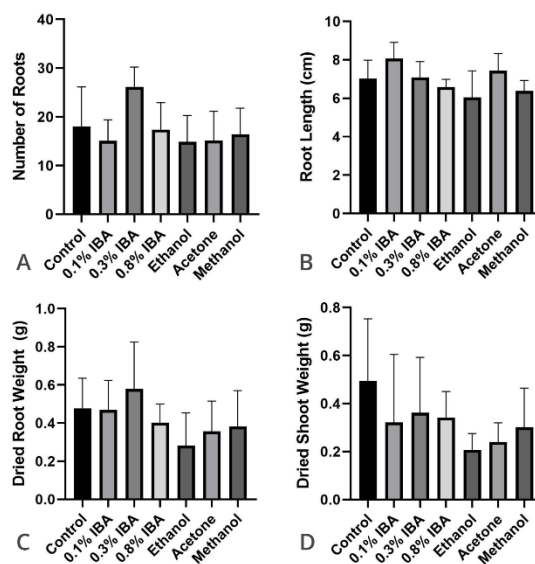 Number of Roots
40
30
20
10
0
Control
0.1% IBA
0.3% IBA
0.8% IBA
Ethanol
Acetone
Methanol
A
Root Length (cm)
10
8
6
4
2
0
Control
0.1% IBA
0.3% IBA
0.8% IBA
Ethanol
Acetone
Methanol
B
Dried Root Weight (g)
1.0
0.8
0.6
0.4
0.2
0.0
Control
0.1% IBA
0.3% IBA
0.8% IBA
Ethanol
Acetone
Methanol
C
Dried Shoot Weight (g)
0.8
0.6
0.4
0.2
0.0
Control
0.1% IBA
0.3% IBA
0.8% IBA
Ethanol
Acetone
Methanol
D